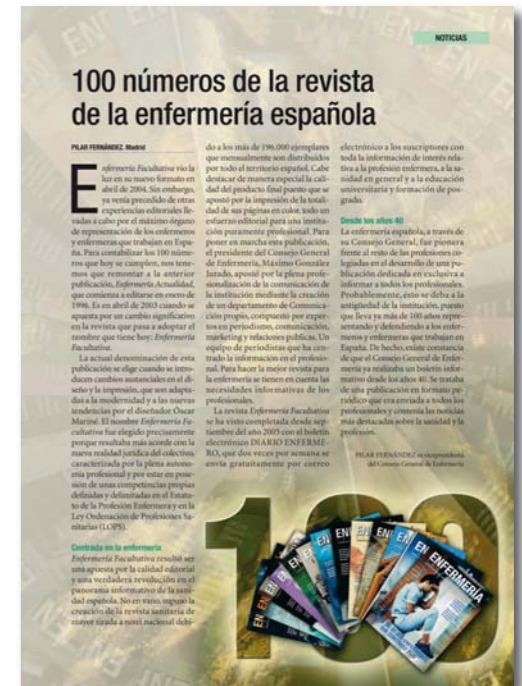 NOTICIAS
100 números de la revista
de la enfermería española
PILAR FERNÁNDEZ. Madrid
Enfermería Facultativa vio la
luz en su nuevo formato en
abril de 2004. Sin embargo,
ya venía precedido de otras
experiencias editoriales lle-
vadas a cabo por el máximo órgano
de representación de los enfermeros
y enfermeras que trabajan en Espa-
ña. Para contabilizar los 100 núme-
ros que hoy se cumplen, nos tene-
mos que remontar a la anterior
publicación, Enfermería Actualidad,
que comienza a editarse en enero de
1996. Es en abril de 2003 cuando se
apuesta por un cambio significativo
en la revista que pasa a adoptar el
nombre que tiene hoy: Enfermería
Facultativa.
La actual denominación de esta
publicación se elige cuando se intro-
ducen cambios sustanciales en el di-
seño y la impresión, que son adapta-
das a la modernidad y a las nuevas
tendencias por el diseñador Óscar
Mariné. El nombre Enfermería Fa-
cultativa fue elegido precisamente
porque resultaba más acorde con la
nueva realidad jurídica del colectivo,
caracterizada por la plena autono-
mía profesional y por estar en pose-
sión de unas competencias propias
definidas y delimitadas en el Estatu-
to de la Profesión Enfermera y en la
Ley Ordenación de Profesiones Sa-
nitarias (LOPS).
Centrada en la enfermería
Enfermería Facultativa resultó ser
una apuesta por la calidad editorial
y una verdadera revolución en el
panorama informativo de la sani-
dad española. No en vano, supuso la
creación de la revista sanitaria de
mayor tirada a nivel nacional debi-
do a los más de 196.000 ejemplares
que mensualmente son distribuidos
por todo el territorio español. Cabe
destacar de manera especial la cali-
dad del producto final puesto que se
apostó por la impresión de la totali-
dad de sus páginas en color, todo un
esfuerzo editorial para una institu-
ción puramente profesional. Para
poner en marcha esta publicación,
el presidente del Consejo General
de Enfermería, Máximo González
Jurado, apostó por la plena profe-
sionalización de la comunicación de
la institución mediante la creación
de un departamento de Comunica-
ción propio, compuesto por exper-
tos en periodismo, comunicación,
marketing y relaciones públicas. Un
equipo de periodistas que ha cen-
trado la información en el profesio-
nal. Para hacer la mejor revista para
la enfermería se tienen en cuenta las
necesidades informativas de los
profesionales.
La revista Enfermería Facultativa
se ha visto completada desde sep-
tiembre del año 2005 con el boletín
electrónico DIARIO ENFERME-
RO, que dos veces por semana se
envía gratuitamente por correo
electrónico a los suscriptores con
toda la información de interés rela-
tiva a la profesión enfermera, a la sa-
nidad en general y a la educación
universitaria y formación de pos-
grado.
Desde los años 40
La enfermería española, a través de
su Consejo General, fue pionera
frente al resto de las profesiones co-
legiadas en el desarrollo de una pu-
blicación dedicada en exclusiva a
informar a todos los profesionales.
Probablemente, ésto se deba a la
antigüedad de la institución, puesto
que lleva ya más de 100 años repre-
sentando y defendiendo a los enfer-
meros y enfermeras que trabajan en
España. De hecho, existe constancia
de que el Consejo General de Enfer-
mería ya realizaba un boletín infor-
mativo desde los años 40. Se trataba
de una publicación en formato pe-
riódico que era enviada a todos los
profesionales y contenía las noticias
más destacadas sobre la sanidad y la
profesión.
PILAR FERNÁNDEZ es vicepresidenta
del Consejo General de Enfermería
100
ENFERMERÍA